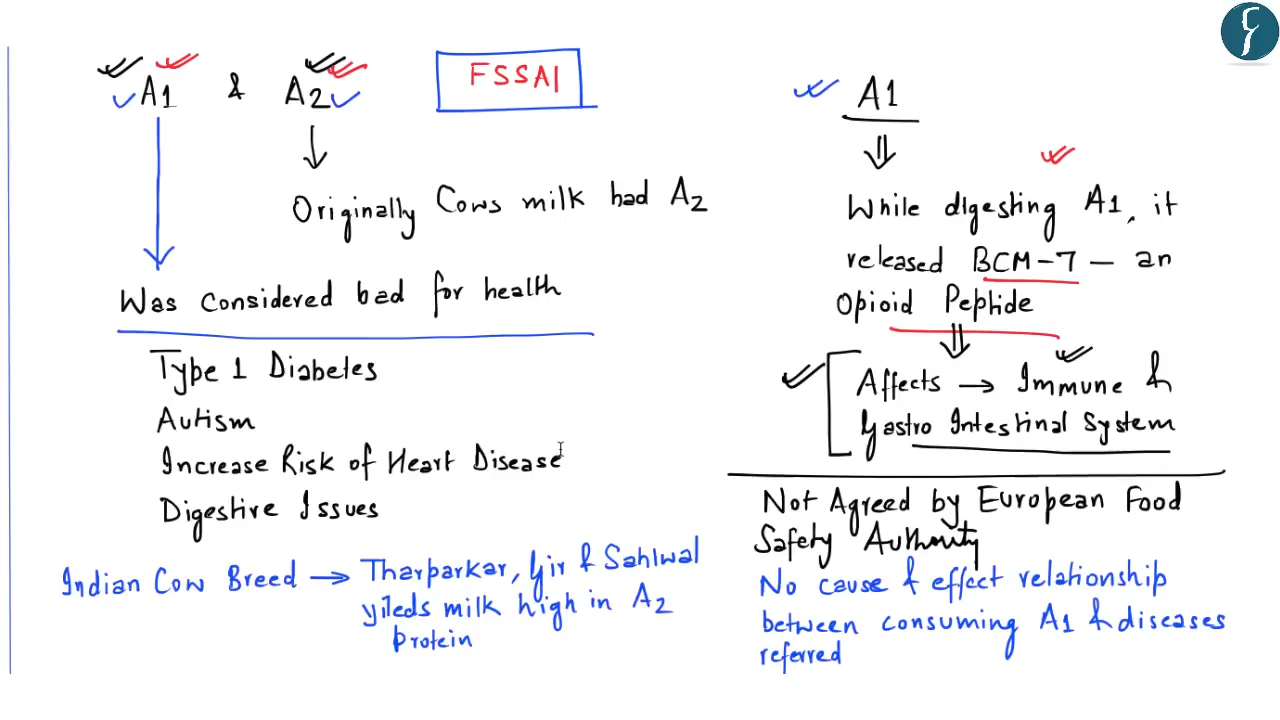 A1 & A2
FSSAI
Originally Cows milk had A2
Was considered bad for health
Type 1 Diabetes
Autism
Increase Risk of Heart Disease
Digestive Issues
Indian Cow Breed → Tharparkar, Gir & Sahlwal
yileds milk high in A2
protein
A1
While digesting A1, it
released BCM-7 — an
Opioid Peptide
Affects → Immune &
Gastro Intestinal System
Not Agreed by European Food
Safety Authority
No cause & effect relationship
between consuming A1 & diseases
referred